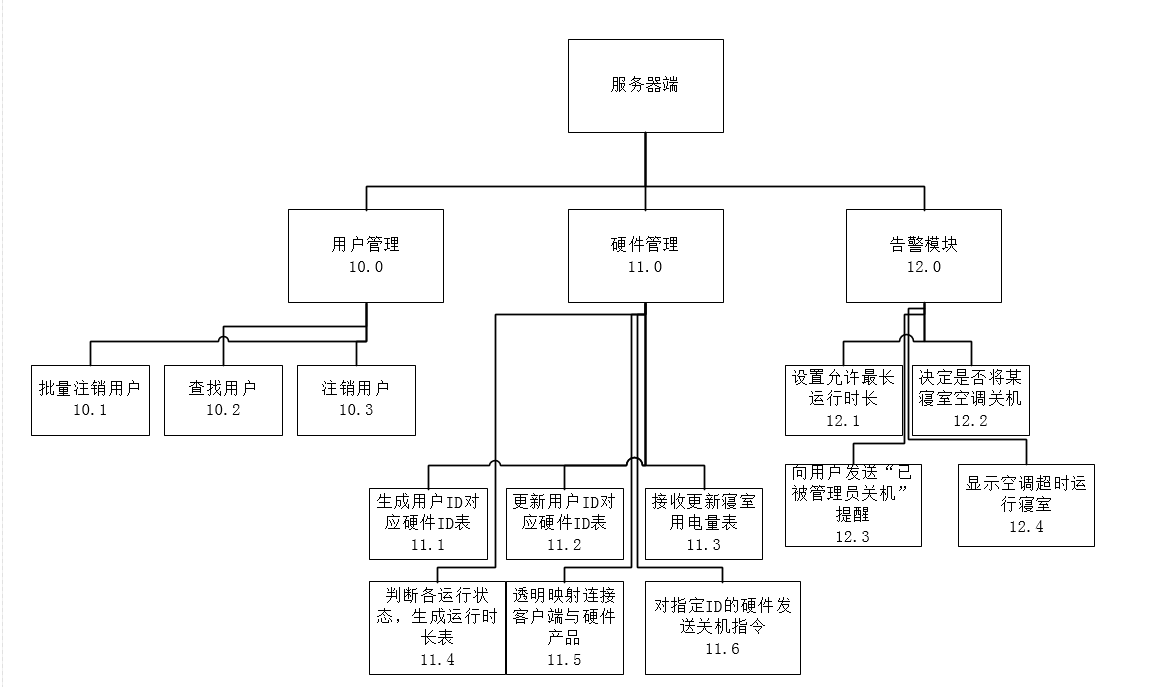 服务器端
用户管理
10.0
硬件管理
11.0
告警模块
12.0
批量注销用户
10.1
查找用户
10.2
注销用户
10.3
设置允许最长
运行时长
12.1
决定是否将某
寝室空调关机
12.2
向用户发送“已
被管理员关机”
提醒
12.3
显示空调超时运
行寝室
12.4
生成用户ID对
应硬件ID表
11.1
更新用户ID对
应硬件ID表
11.2
接收更新寝室
用电量表
11.3
判断各运行状
态，生成运行时
长表
11.4
透明映射连接
客户端与硬件
产品
11.5
对指定ID的硬件发
送关机指令
11.6